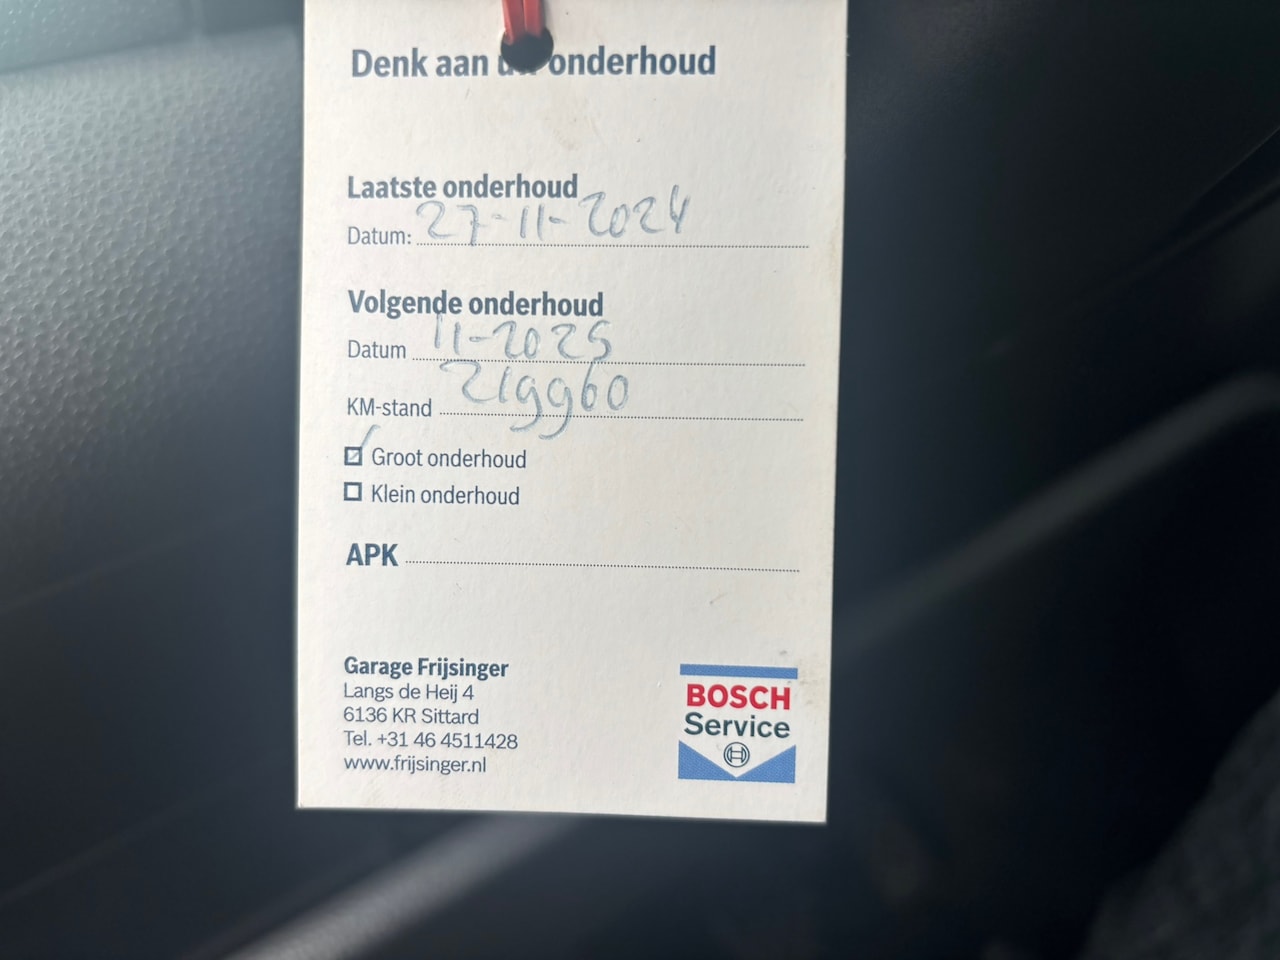 Denk aan uw onderhoud
Laatste onderhoud
Datum: 27-11-2024
Volgende onderhoud
Datum 11-2025
KM-stand 219960
Groot onderhoud
Klein onderhoud
APK
Garage Frijsinger
Langs de Heij 4
6136 KR Sittard
Tel. +31 46 4511428
www.frijsinger.nl
BOSCH
Service